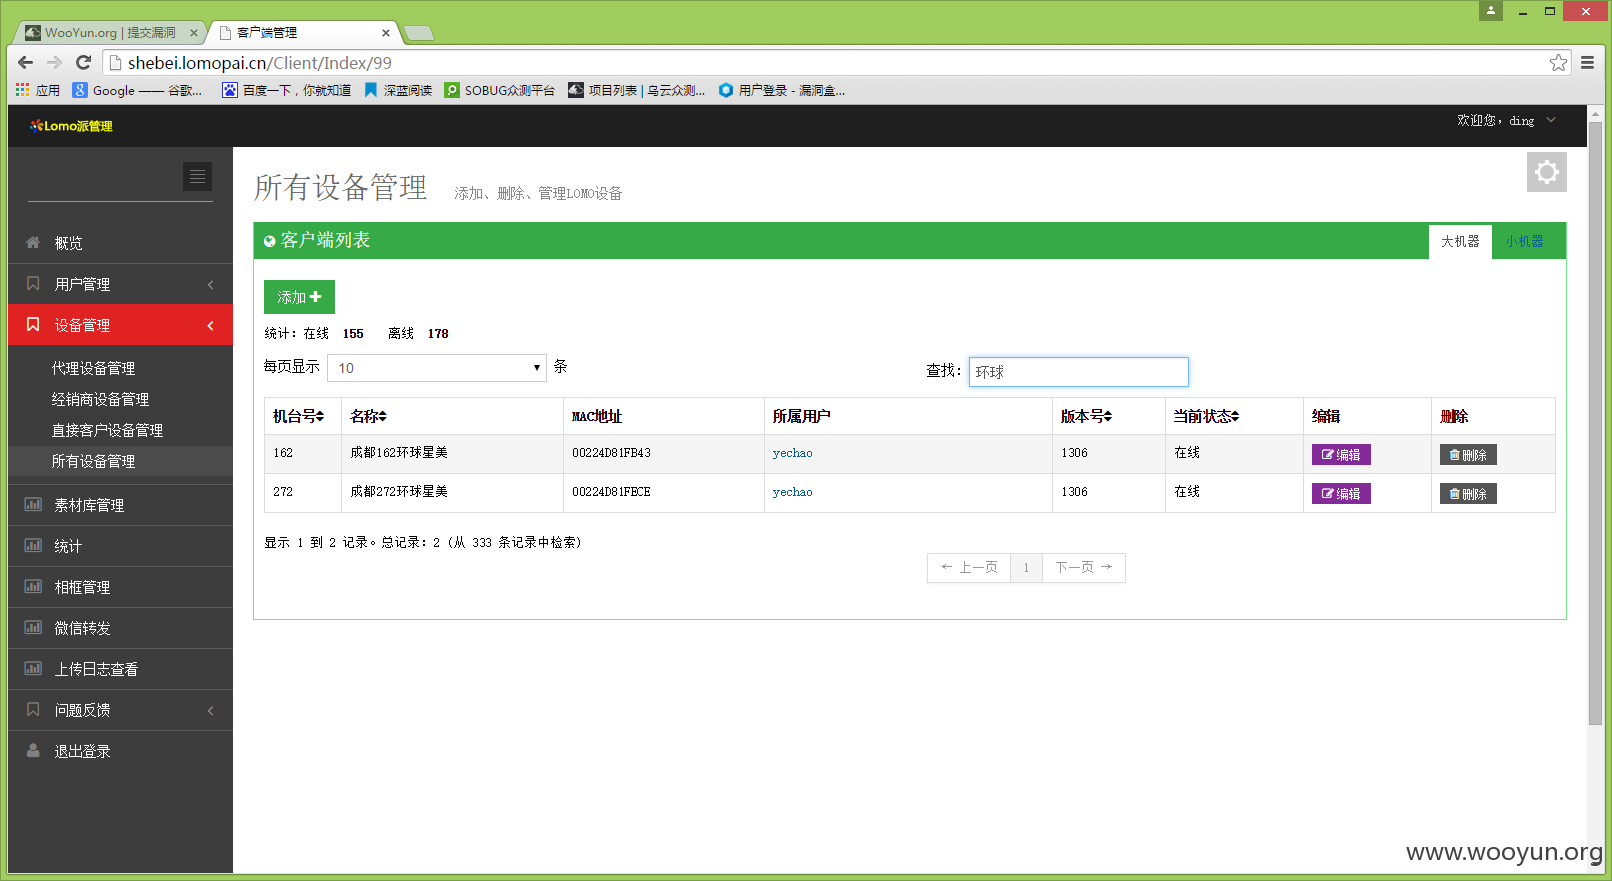 WooYun.org | 提交漏洞
客户端管理
shebei.lomopai.cn/Client/Index/99
应用
Google —— 谷歌...
百度一下，你就知道
深蓝阅读
SOBUG众测平台
项目列表 | 乌云众测...
用户登录 - 漏洞盒...
Lomo派管理
欢迎您，ding
概览
用户管理
设备管理
代理设备管理
经销商设备管理
直接客户设备管理
所有设备管理
素材库管理
统计
相框管理
微信转发
上传日志查看
问题反馈
退出登录
所有设备管理 添加、删除、管理LOMO设备
客户端列表
大机器 小机器
添加
统计：在线 155 离线 178
每页显示 10 条
查找： 环球
机台号 名称 MAC地址 所属用户 版本号 当前状态 编辑 删除
162 成都162环球星美 00224D81FB43 yechao 1306 在线 编辑 删除
272 成都272环球星美 00224D81FECE yechao 1306 在线 编辑 删除
显示 1 到 2 记录。总记录：2 (从 333 条记录中检索)
← 上一页 1 下一页 →
www.wooyun.org